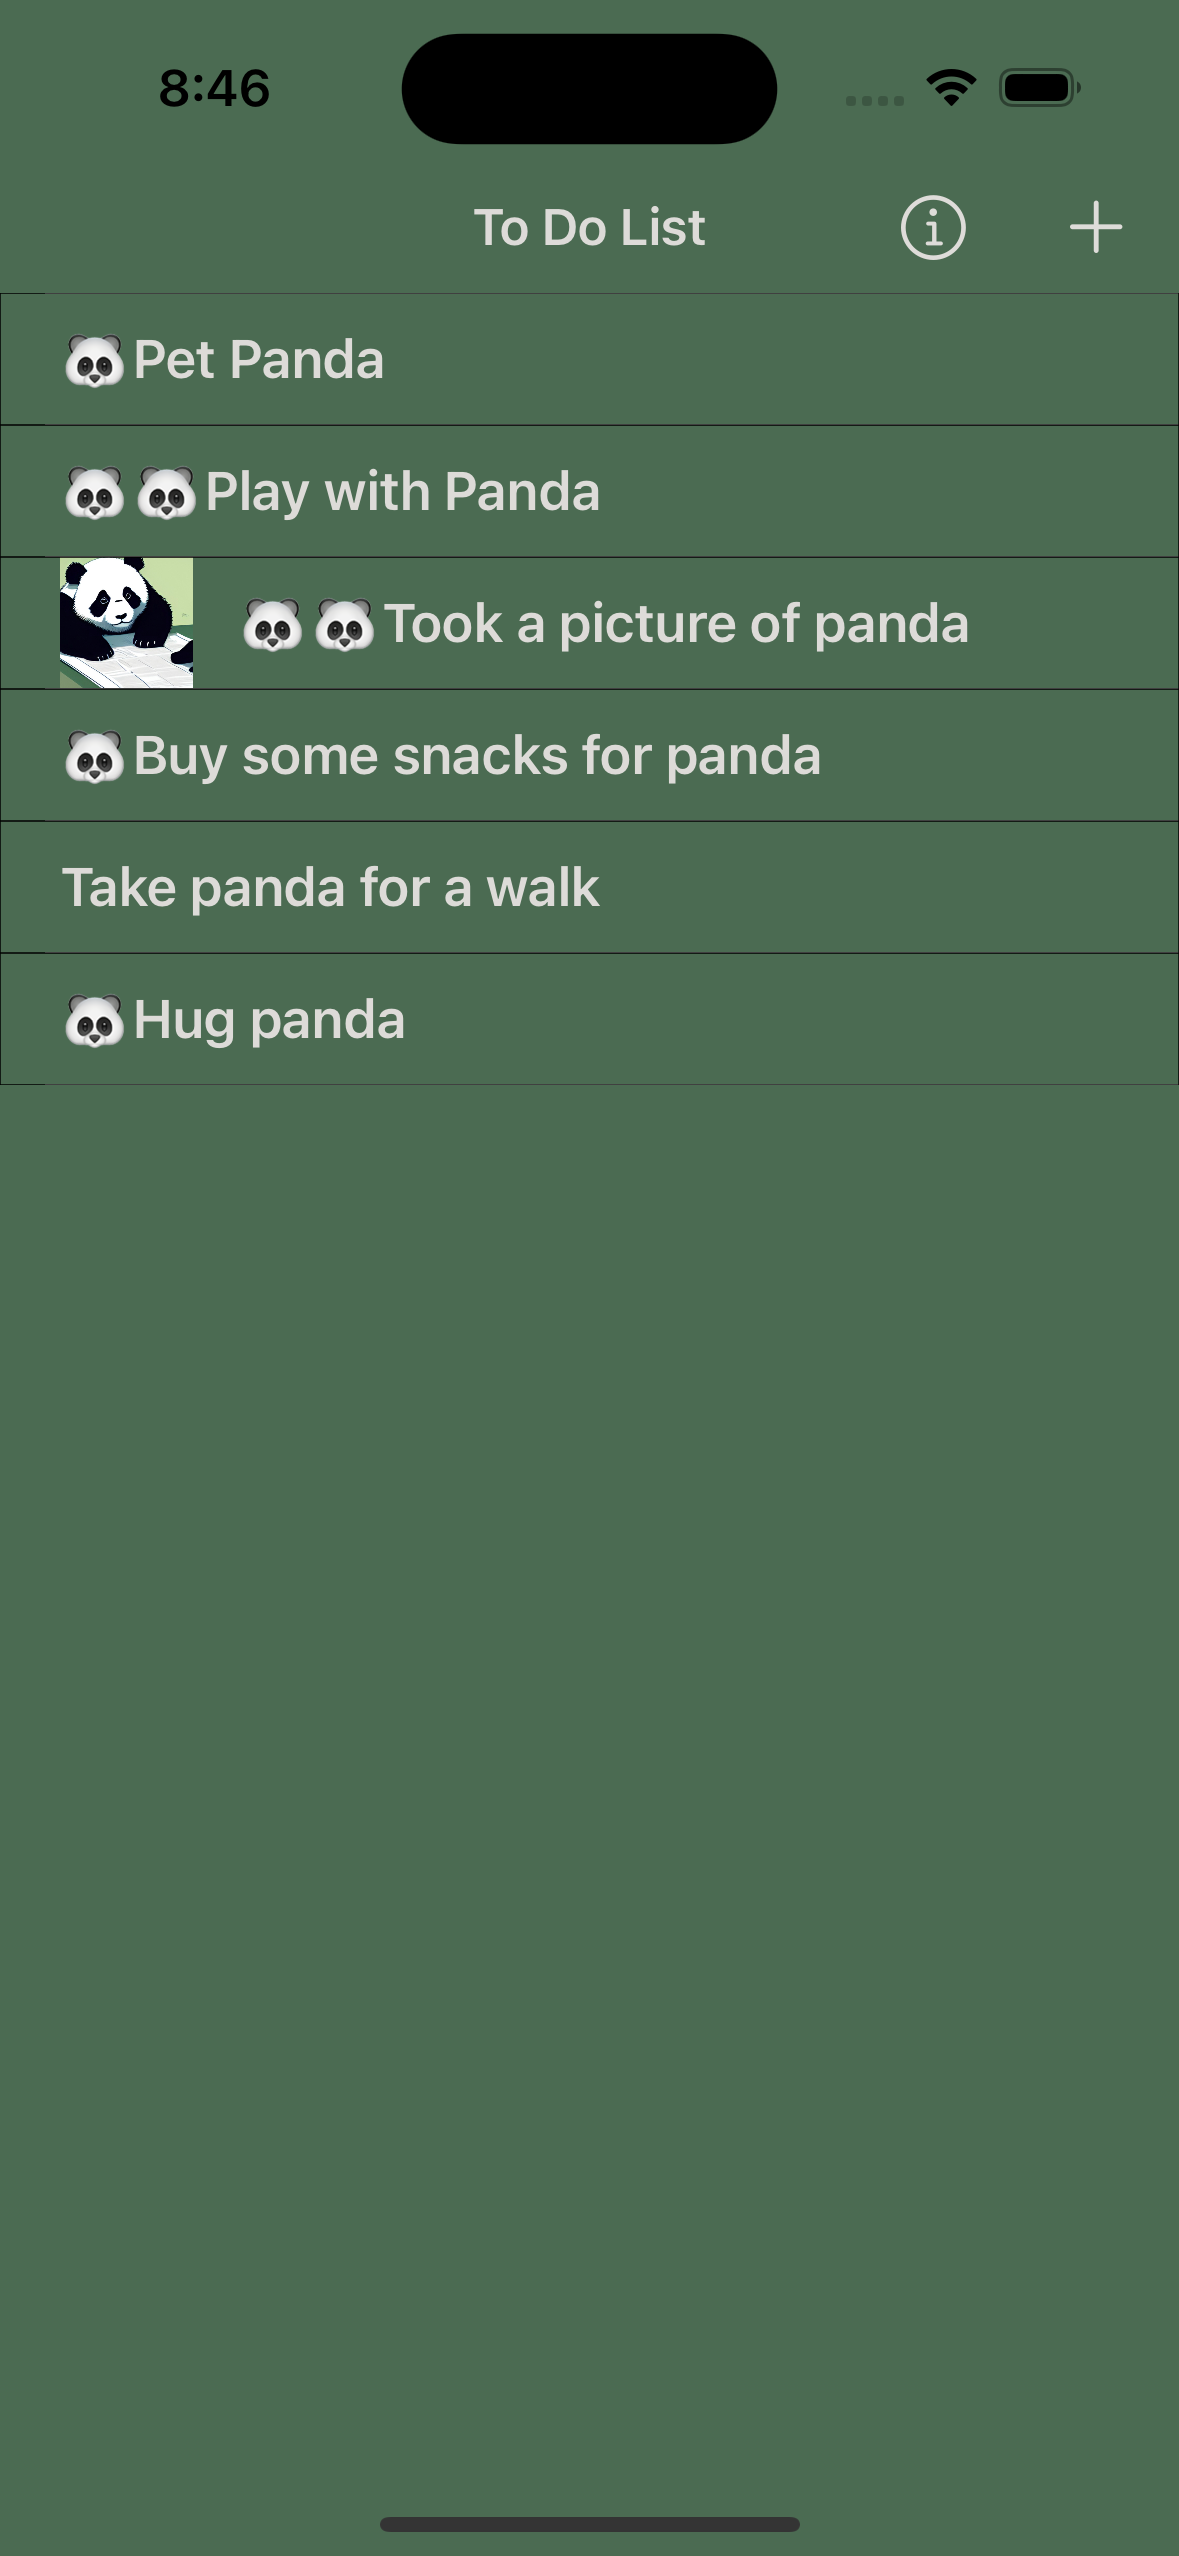 8:46
To Do List
🐼Pet Panda
🐼🐼Play with Panda
🐼🐼Took a picture of panda
🐼Buy some snacks for panda
Take panda for a walk
🐼Hug panda